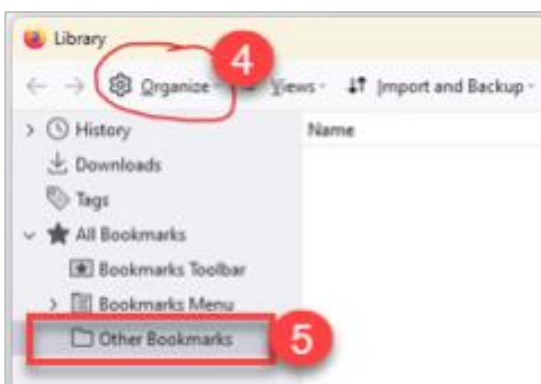 Library
4
Organize Views Import and Backup
History
Name
Downloads
Tags
All Bookmarks
Bookmarks Toolbar
Bookmarks Menu
Other Bookmarks
5